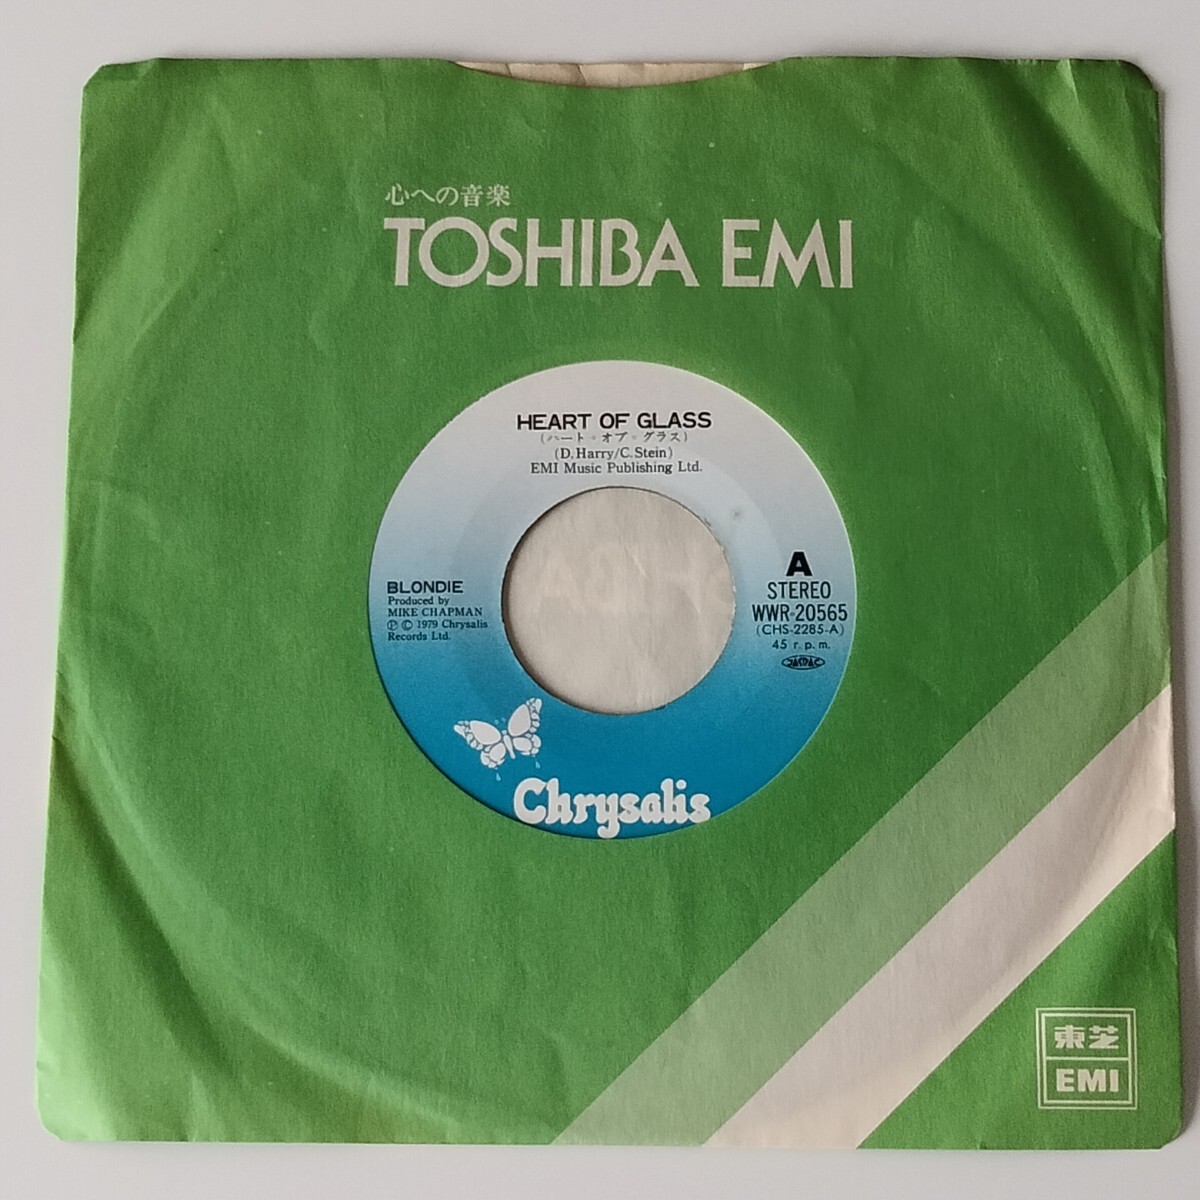 心への音楽
TOSHIBA EMI
HEART OF GLASS
(ハート・オブ・グラス)
(D. Harry/C. Stein)
EMI Music Publishing Ltd.
BLONDIE
Produced by
MIKE CHAPMAN
℗ © 1979 Chrysalis
Records Ltd.
A
STEREO
WWR-20565
(CHS-2285-A)
45 r.p.m.
JASRAC
Chrysalis
東芝
EMI